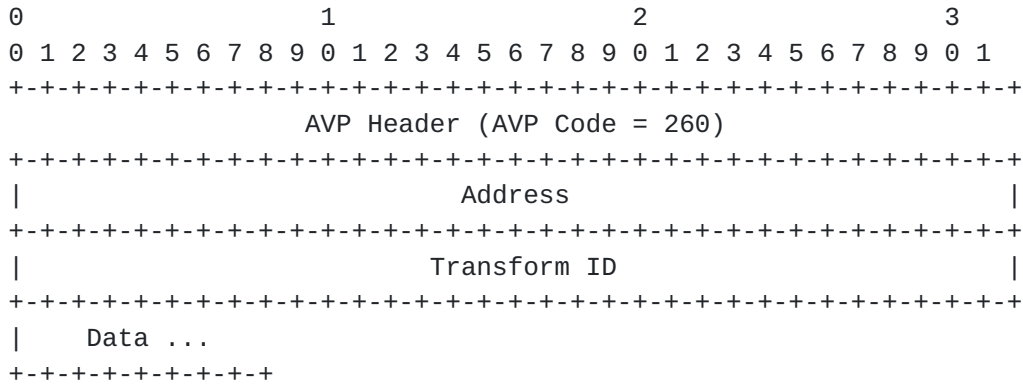 0                   1                   2                   3
0 1 2 3 4 5 6 7 8 9 0 1 2 3 4 5 6 7 8 9 0 1 2 3 4 5 6 7 8 9 0 1
+-+-+-+-+-+-+-+-+-+-+-+-+-+-+-+-+-+-+-+-+-+-+-+-+-+-+-+-+-+-+-+-+
                   AVP Header (AVP Code = 260)
+-+-+-+-+-+-+-+-+-+-+-+-+-+-+-+-+-+-+-+-+-+-+-+-+-+-+-+-+-+-+-+-+
|                            Address                            |
+-+-+-+-+-+-+-+-+-+-+-+-+-+-+-+-+-+-+-+-+-+-+-+-+-+-+-+-+-+-+-+-+
|                          Transform ID                         |
+-+-+-+-+-+-+-+-+-+-+-+-+-+-+-+-+-+-+-+-+-+-+-+-+-+-+-+-+-+-+-+-+
|    Data ...
+-+-+-+-+-+-+-+-+